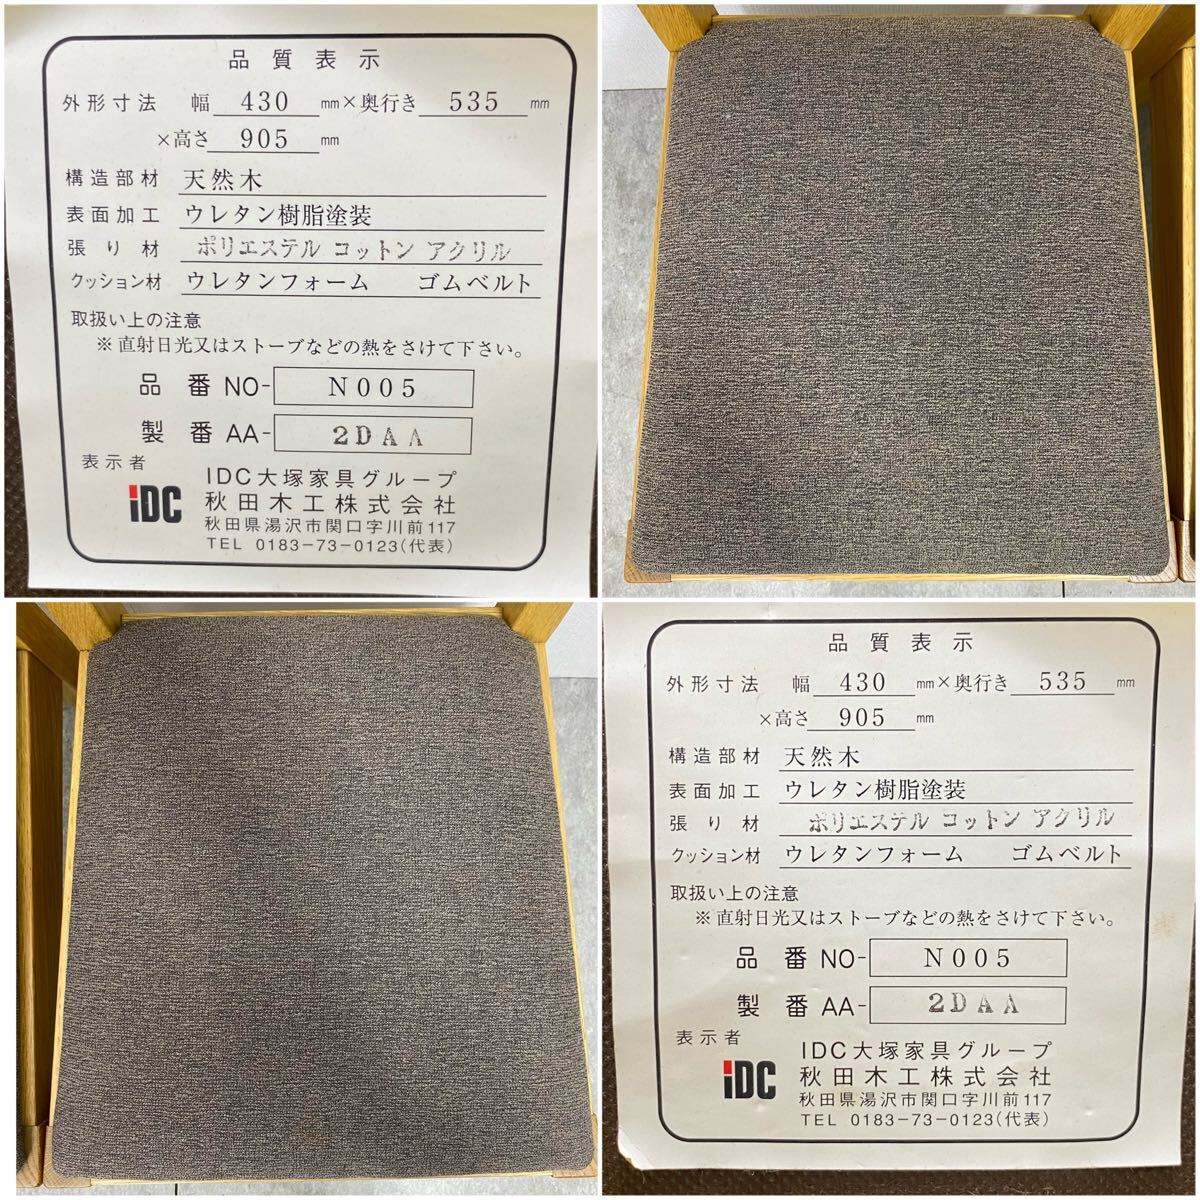 品質表示
外形寸法 幅 430 mm×奥行き 535 mm
×高さ 905 mm
構造部材 天然木
表面加工 ウレタン樹脂塗装
張り材 ポリエステル コットン アクリル
クッション材 ウレタンフォーム ゴムベルト
取扱い上の注意
※直射日光又はストーブなどの熱をさけて下さい。
品番 NO- N005
製番 AA- 2DAA
表示者
iDC IDC大塚家具グループ
秋田木工株式会社
秋田県湯沢市関口字川前117
TEL 0183-73-0123(代表)
品質表示
外形寸法 幅 430 mm×奥行き 535 mm
×高さ 905 mm
構造部材 天然木
表面加工 ウレタン樹脂塗装
張り材 ポリエステル コットン アクリル
クッション材 ウレタンフォーム ゴムベルト
取扱い上の注意
※直射日光又はストーブなどの熱をさけて下さい。
品番 NO- N005
製番 AA- 2DAA
表示者
iDC IDC大塚家具グループ
秋田木工株式会社
秋田県湯沢市関口字川前117
TEL 0183-73-0123(代表)